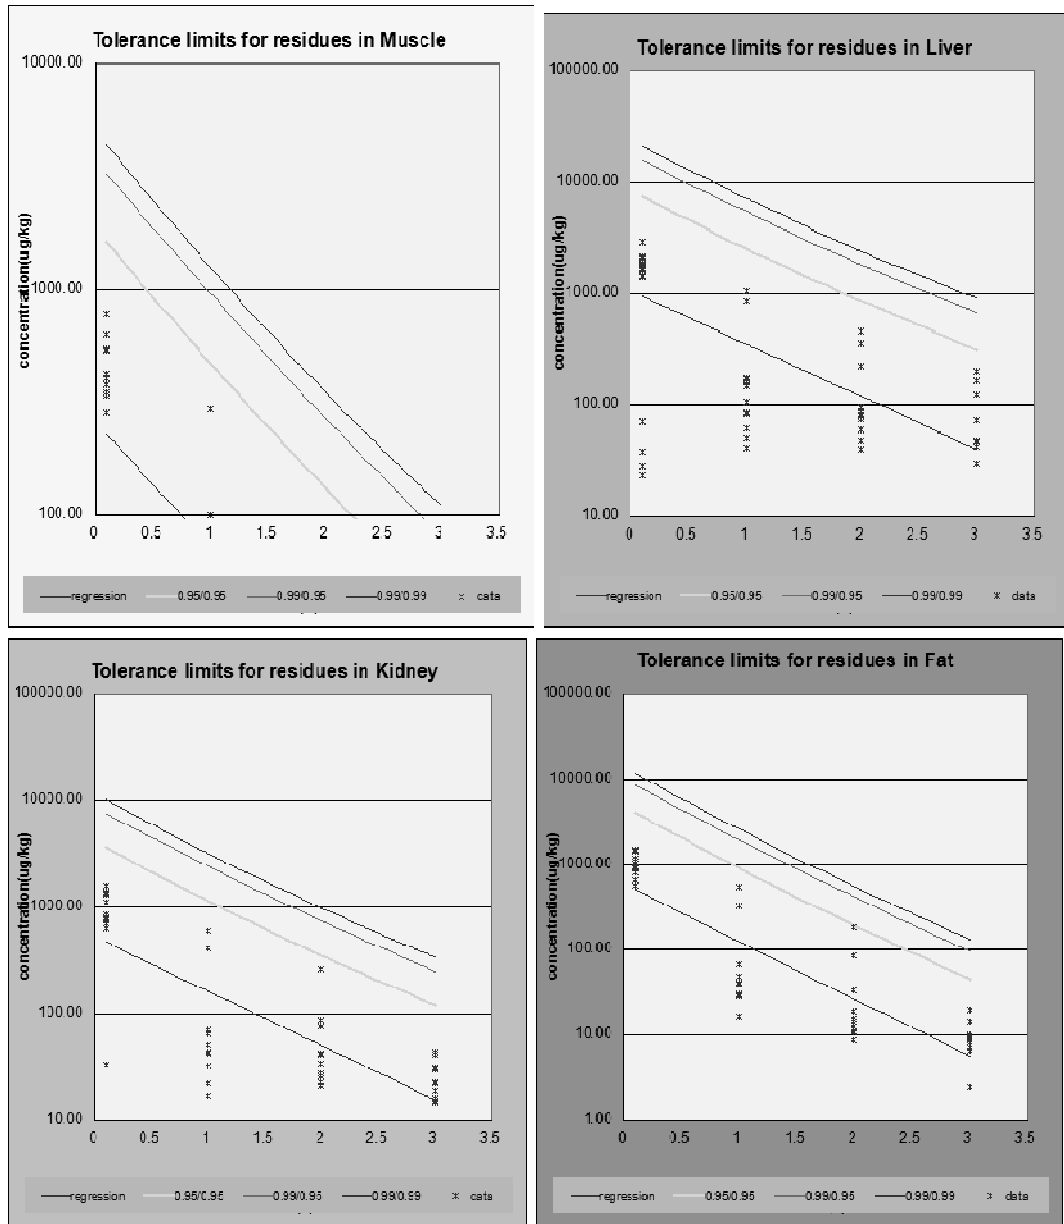 Tolerance limits for residues in Muscle
10000.00
1000.00
100.00
concentration(ug/kg)
0 0.5 1 1.5 2 2.5 3 3.5
regression 0.95/0.95 0.99/0.95 0.99/0.99 data
Tolerance limits for residues in Liver
100000.00
10000.00
1000.00
100.00
10.00
concentration(ug/kg)
0 0.5 1 1.5 2 2.5 3 3.5
regression 0.95/0.95 0.99/0.95 0.99/0.99 data
Tolerance limits for residues in Kidney
100000.00
10000.00
1000.00
100.00
10.00
concentration(ug/kg)
0 0.5 1 1.5 2 2.5 3 3.5
regression 0.95/0.95 0.99/0.95 0.99/0.99 data
Tolerance limits for residues in Fat
100000.00
10000.00
1000.00
100.00
10.00
1.00
concentration(ug/kg)
0 0.5 1 1.5 2 2.5 3 3.5
regression 0.95/0.95 0.99/0.95 0.99/0.99 data